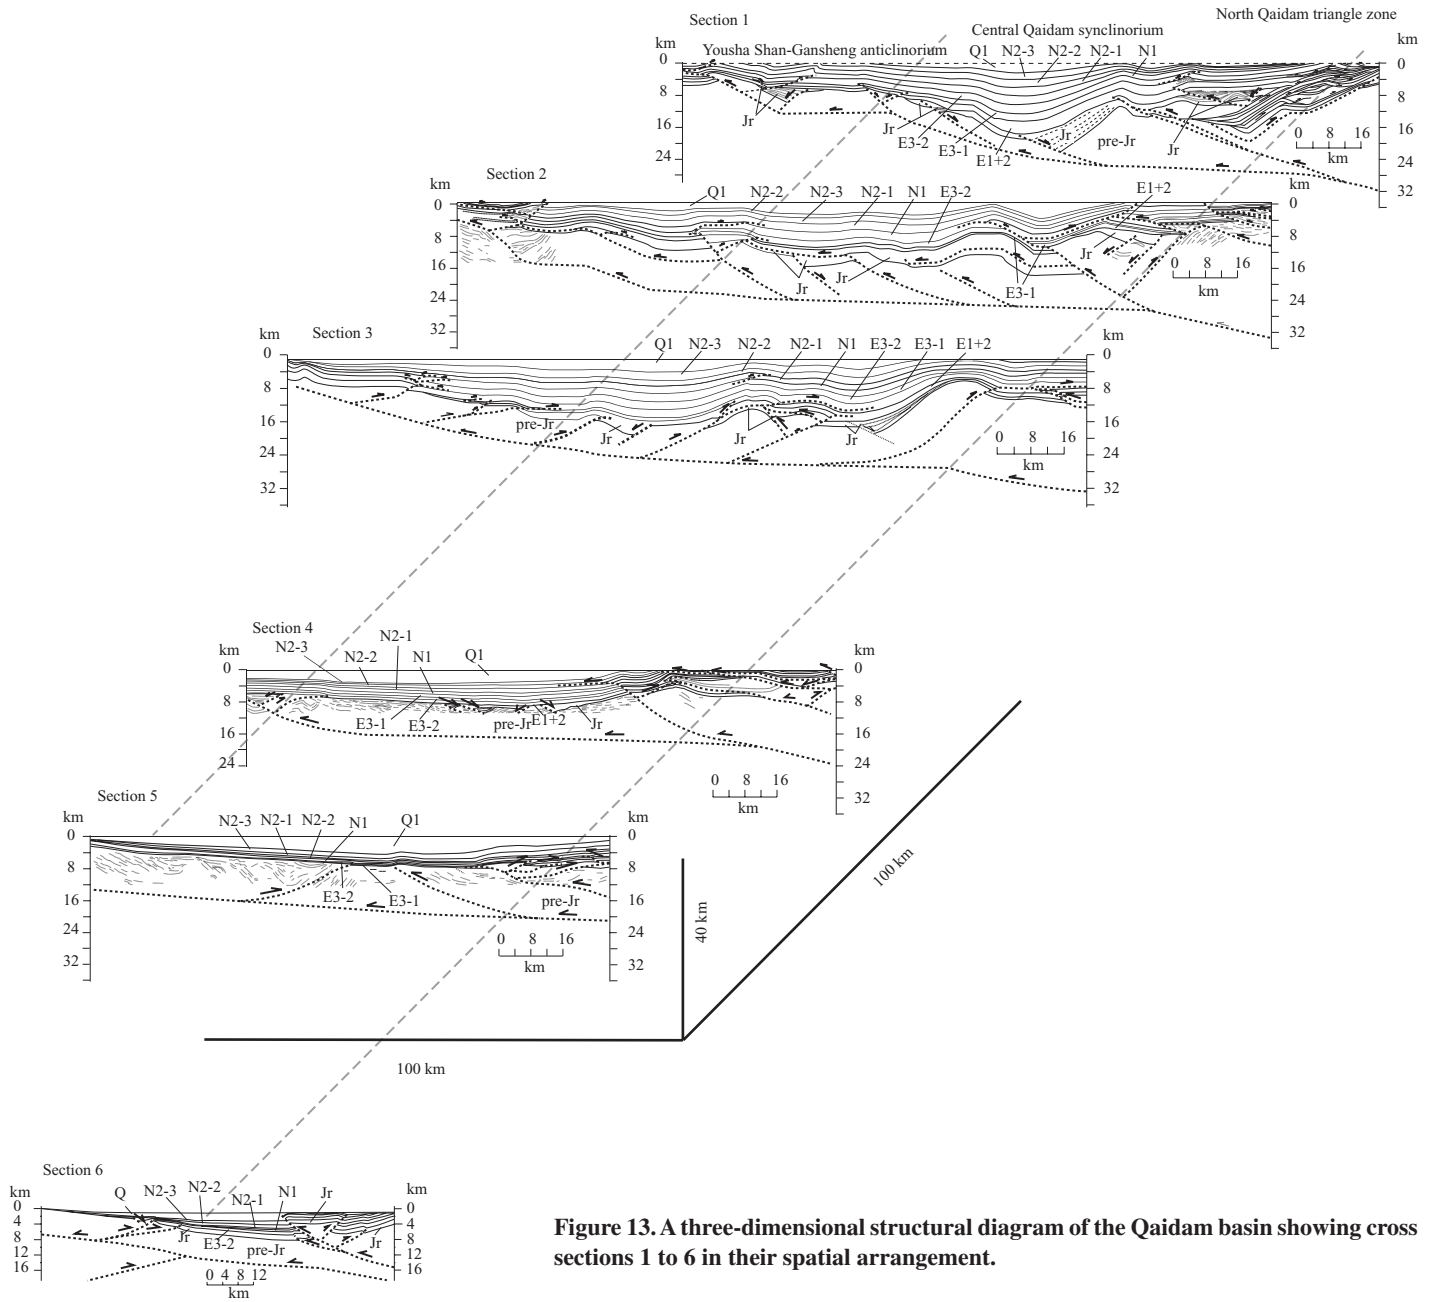 Section 1
North Qaidam triangle zone
Central Qaidam synclinorium
Yousha Shan-Gansheng anticlinorium
Q1 N2-3 N2-2 N2-1 N1
km
0
8
16
24
km
0
8
16
24
32
Jr
Jr
E3-2
E3-1
E1+2
Jr
pre-Jr
Jr
0 8 16
km
Section 2
Q1 N2-2 N2-3 N2-1 N1 E3-2 E1+2
km
0
8
16
24
32
km
0
8
16
24
32
Jr
Jr
Jr
E3-1
0 8 16
km
Section 3
Q1 N2-3 N2-2 N2-1 N1 E3-2 E3-1 E1+2
km
0
8
16
24
32
km
0
8
16
24
32
pre-Jr
Jr
Jr
Jr
0 8 16
km
Section 4
N2-3
N2-2
N2-1
N1
Q1
km
0
8
16
24
km
0
8
16
24
32
E3-1
E3-2
pre-Jr
E1+2
Jr
0 8 16
km
Section 5
N2-3 N2-1 N2-2 N1 Q1
km
0
8
16
24
32
km
0
8
16
24
32
E3-2
E3-1
pre-Jr
0 8 16
km
40 km
100 km
100 km
Section 6
Q N2-3 N2-2 N2-1 N1 Jr
km
0
4
8
12
16
km
0
4
8
12
16
Jr
E3-2
pre-Jr
Jr
0 4 8 12
km
Figure 13. A three-dimensional structural diagram of the Qaidam basin showing cross
sections 1 to 6 in their spatial arrangement.